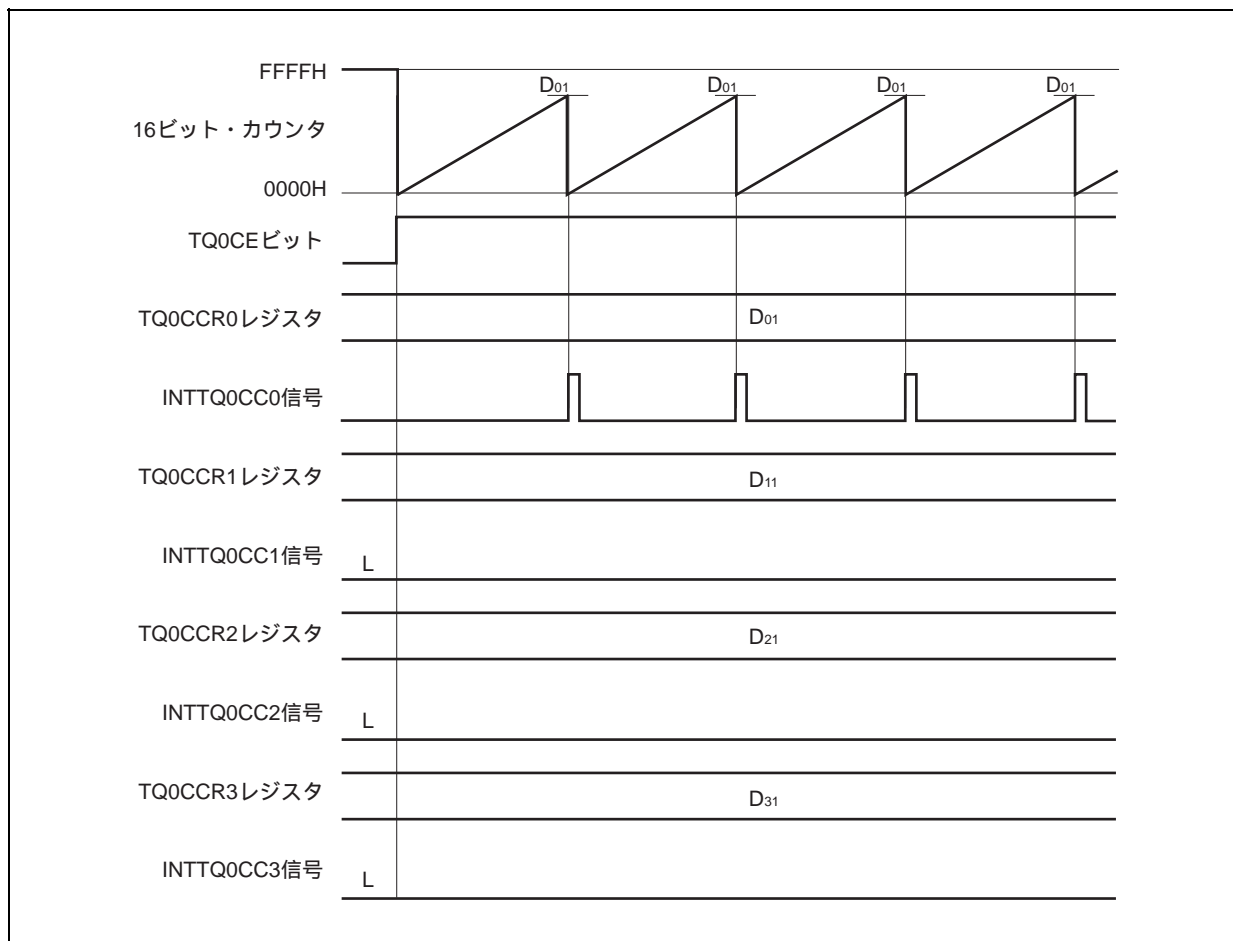 FFFFH
D01 D01 D01 D01
16ビット・カウンタ
0000H
TQ0CEビット
TQ0CCR0レジスタ D01
INTTQ0CC0信号
TQ0CCR1レジスタ D11
INTTQ0CC1信号 L
TQ0CCR2レジスタ D21
INTTQ0CC2信号 L
TQ0CCR3レジスタ D31
INTTQ0CC3信号 L